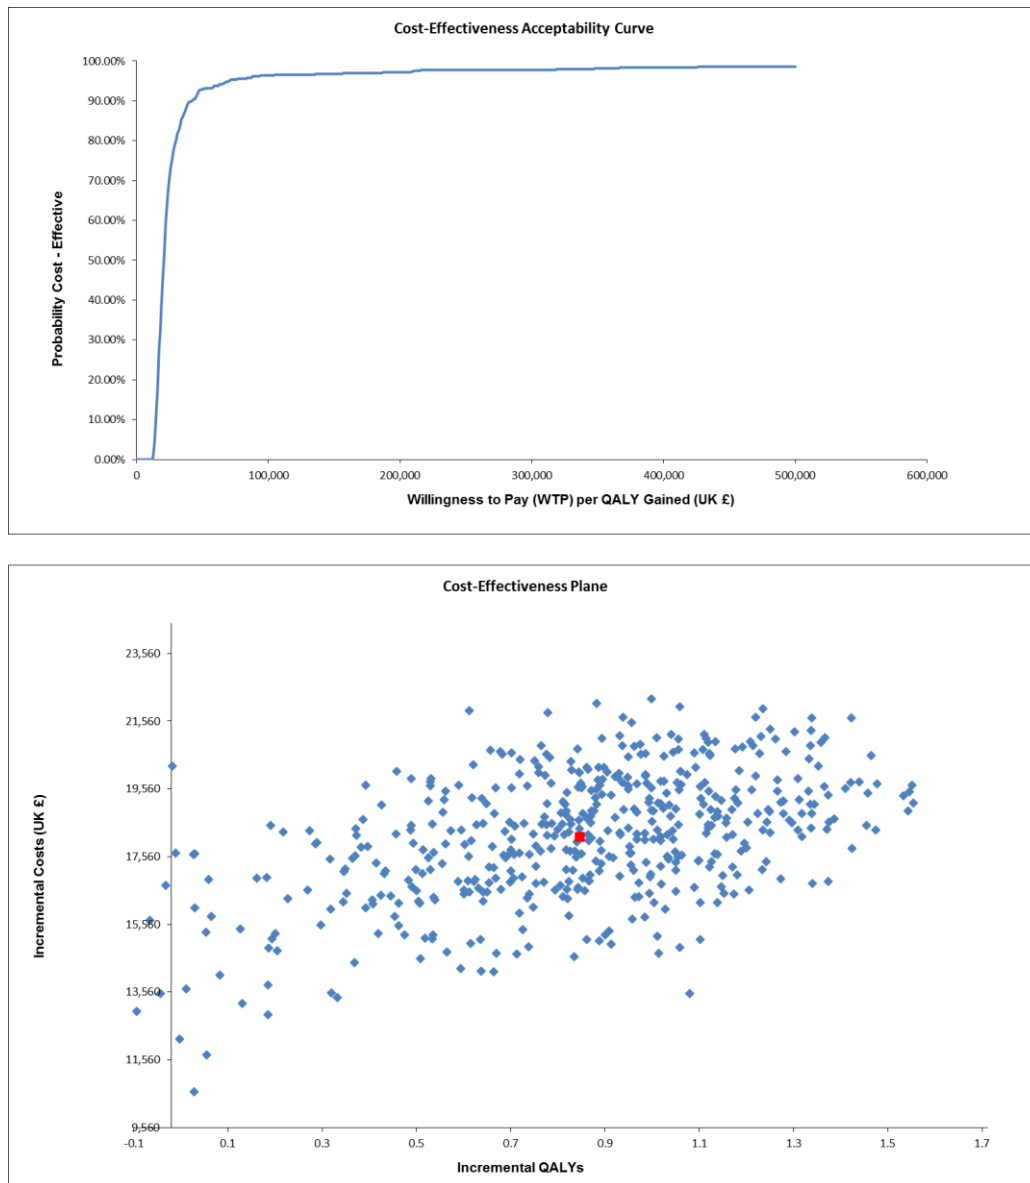 Cost-Effectiveness Acceptability Curve
100.00%
90.00%
80.00%
70.00%
60.00%
50.00%
40.00%
30.00%
20.00%
10.00%
0.00%
Probability Cost - Effective
0 100,000 200,000 300,000 400,000 500,000 600,000
Willingness to Pay (WTP) per QALY Gained (UK £)
Cost-Effectiveness Plane
23,560
21,560
19,560
17,560
15,560
13,560
11,560
9,560
Incremental Costs (UK £)
-0.1 0.1 0.3 0.5 0.7 0.9 1.1 1.3 1.5 1.7
Incremental QALYs